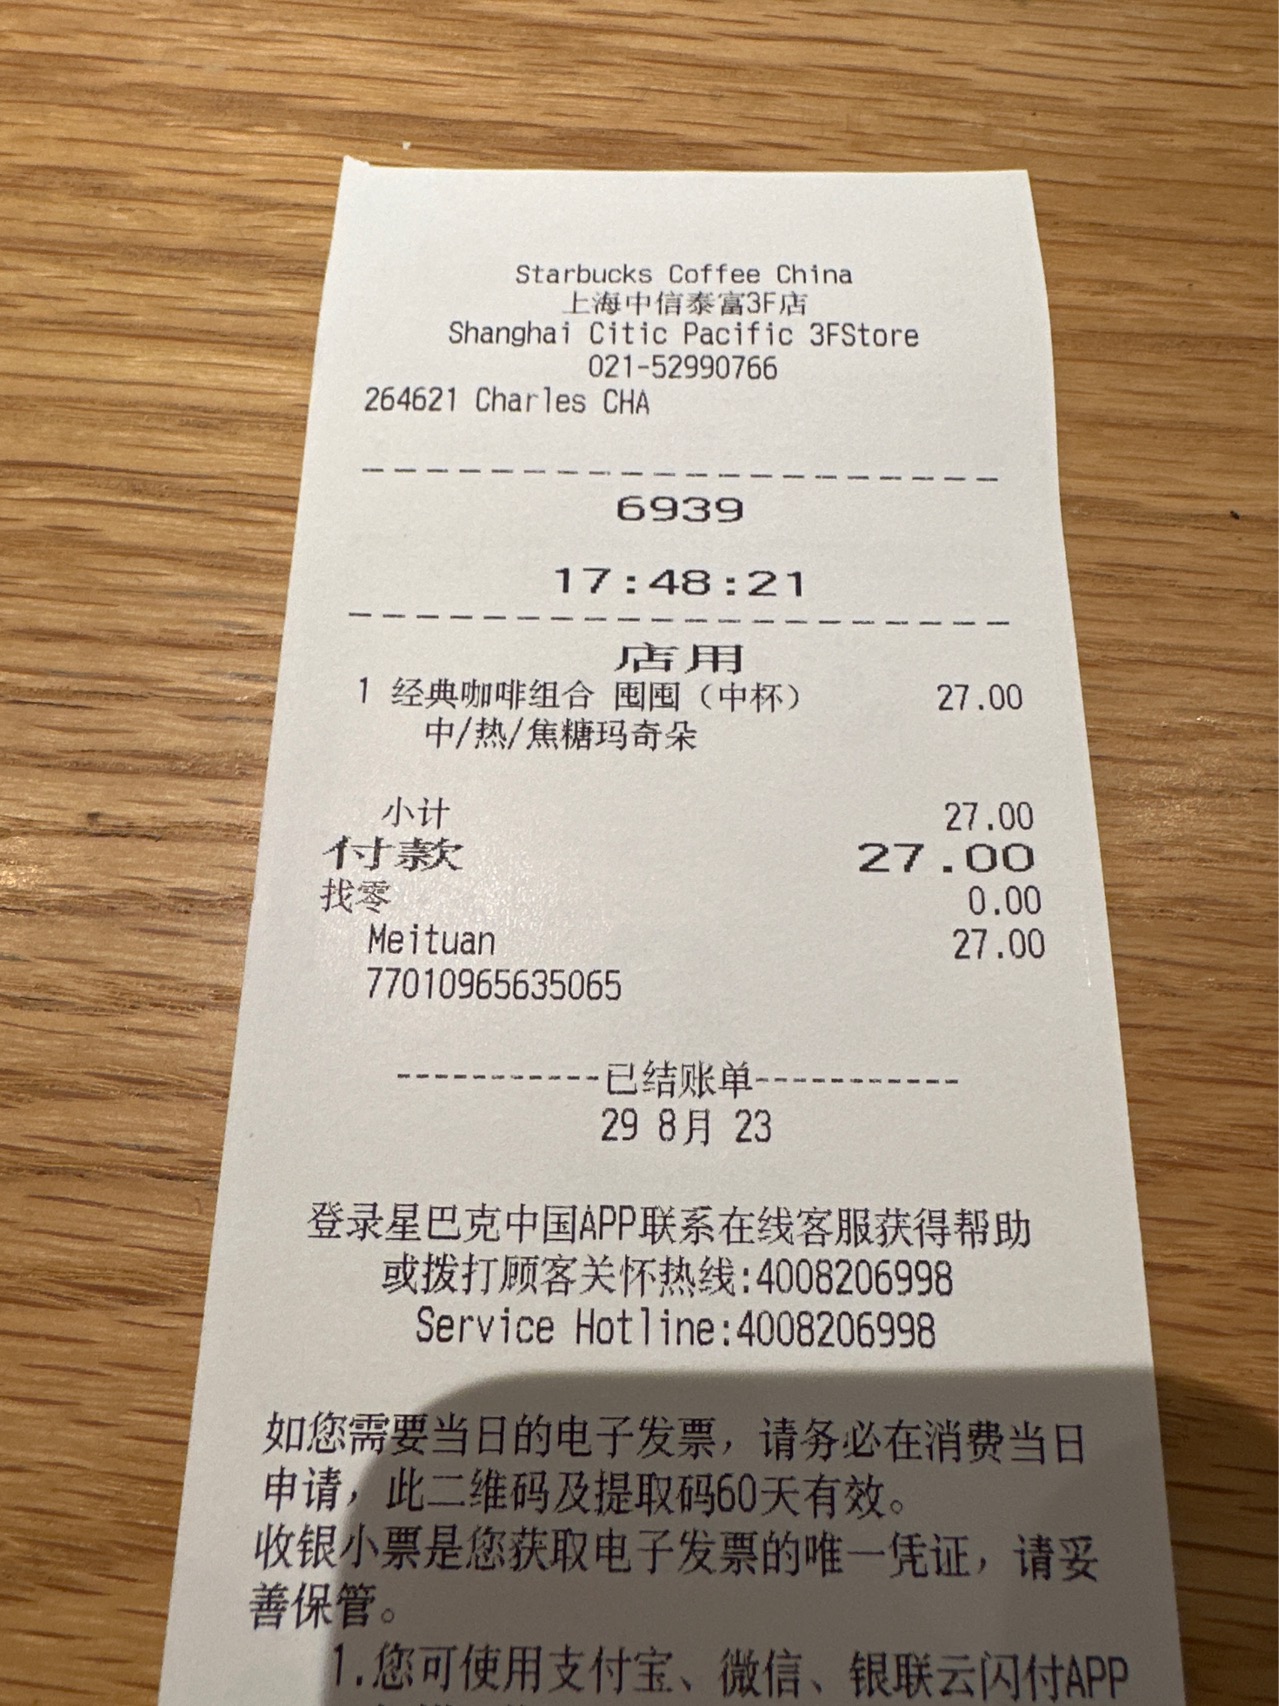 Starbucks Coffee China
上海中信泰富3F店
Shanghai Citic Pacific 3FStore
021-52990766
264621 Charles CHA
6939
17:48:21
店用
1 经典咖啡组合 囤囤（中杯） 27.00
中/热/焦糖玛奇朵
小计 27.00
付款 27.00
找零 0.00
Meituan 27.00
77010965635065
-----------已结账单-----------
29 8月 23
登录星巴克中国APP联系在线客服获得帮助
或拨打顾客关怀热线:4008206998
Service Hotline:4008206998
如您需要当日的电子发票，请务必在消费当日
申请，此二维码及提取码60天有效。
收银小票是您获取电子发票的唯一凭证，请妥
善保管。
1.您可使用支付宝、微信、银联云闪付APP